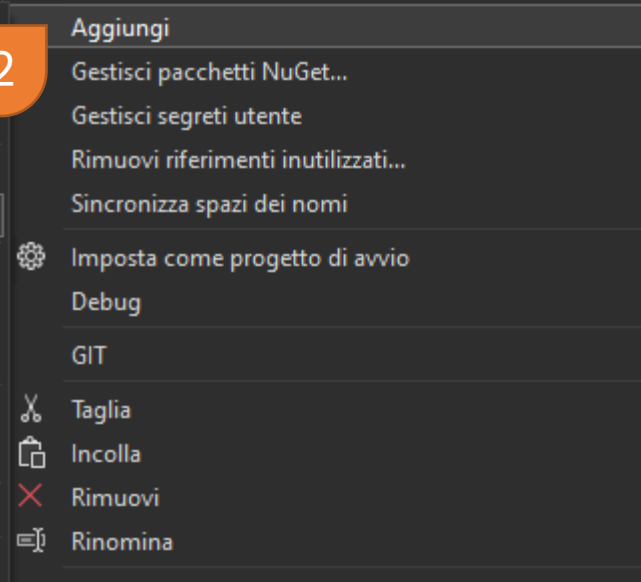 Aggiungi
2
Gestisci pacchetti NuGet...
Gestisci segreti utente
Rimuovi riferimenti inutilizzati...
Sincronizza spazi dei nomi
Imposta come progetto di avvio
Debug
GIT
Taglia
Incolla
Rimuovi
Rinomina